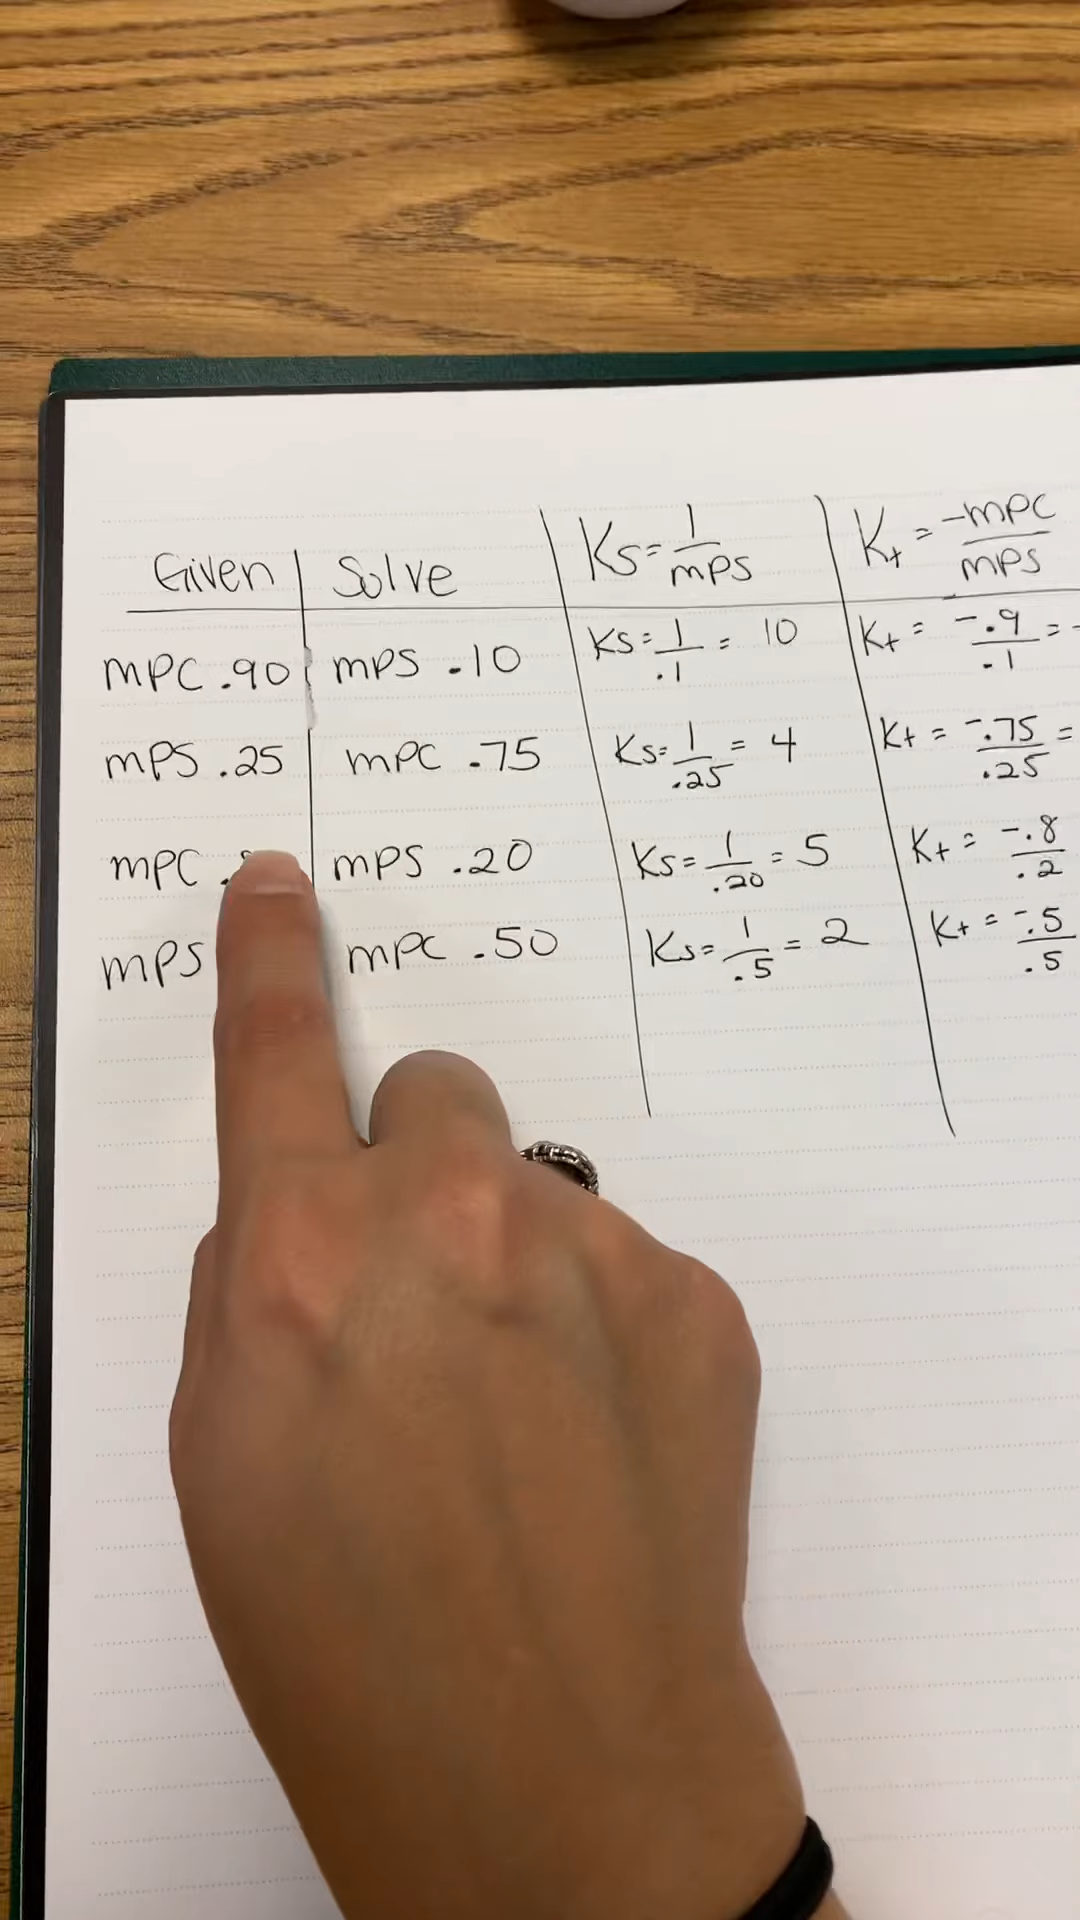 Given Solve Ks = 1/mps Kt = -mpc/mps
mpc .90 mps .10 Ks = 1/.1 = 10 Kt = -.9/.1 = -
mps .25 mpc .75 Ks = 1/.25 = 4 Kt = -.75/.25 =
mpc mps .20 Ks = 1/.20 = 5 Kt = -.8/.2
mps mpc .50 Ks = 1/.5 = 2 Kt = -.5/.5